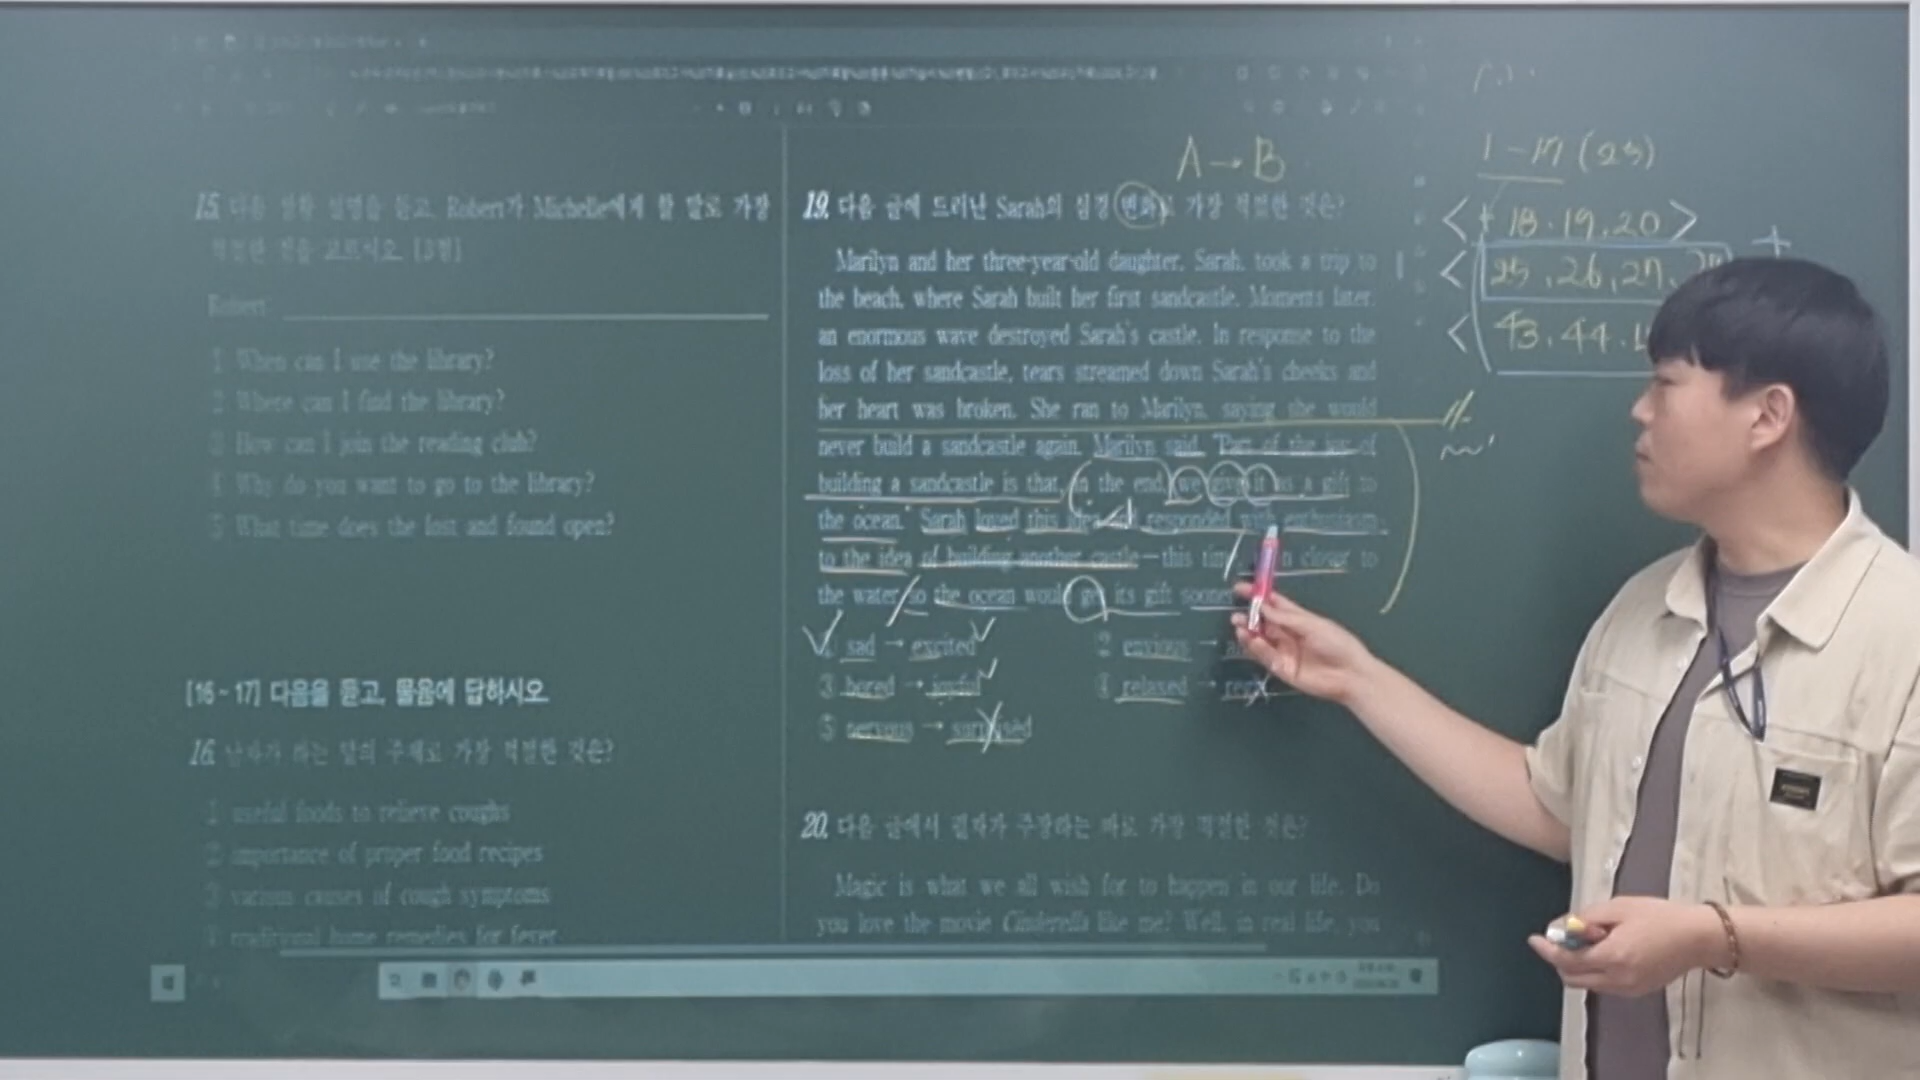 15. 다음 상황 설명을 듣고, Robert가 Michelle에게 할 말로 가장
적절한 것을 고르시오. [3점]
Robert:
1 When can I use the library?
2 Where can I find the library?
3 How can I join the reading club?
4 Why do you want to go to the library?
5 What time does the lost and found open?
[16~17] 다음을 듣고, 물음에 답하시오.
16. 남자가 하는 말의 주제로 가장 적절한 것은?
1 useful foods to relieve coughs
2 importance of proper food recipes
3 various causes of cough symptoms
4 traditional home remedies for fever
A → B
19. 다음 글에 드러난 Sarah의 심경 변화로 가장 적절한 것은?
Marilyn and her three-year-old daughter, Sarah, took a trip to
the beach, where Sarah built her first sandcastle. Moments later,
an enormous wave destroyed Sarah's castle. In response to the
loss of her sandcastle, tears streamed down Sarah's cheeks and
her heart was broken. She ran to Marilyn, saying she would
never build a sandcastle again. Marilyn said, "Part of the joy of
building a sandcastle is that, in the end, we give it as a gift to
the ocean." Sarah loved this idea and responded with enthusiasm
to the idea of building another castle—this time, closer to
the water so the ocean would get its gift sooner
sad → excited
2 envious →
3 bored → joyful
4 relaxed →
5 nervous → surprised
20. 다음 글에서 필자가 주장하는 바로 가장 적절한 것은?
Magic is what we all wish for to happen in our life. Do
you love the movie Cinderella like me? Well, in real life, you
1-17 (25)
< 18.19.20 >
< 25, 26, 27,
< 43. 44.